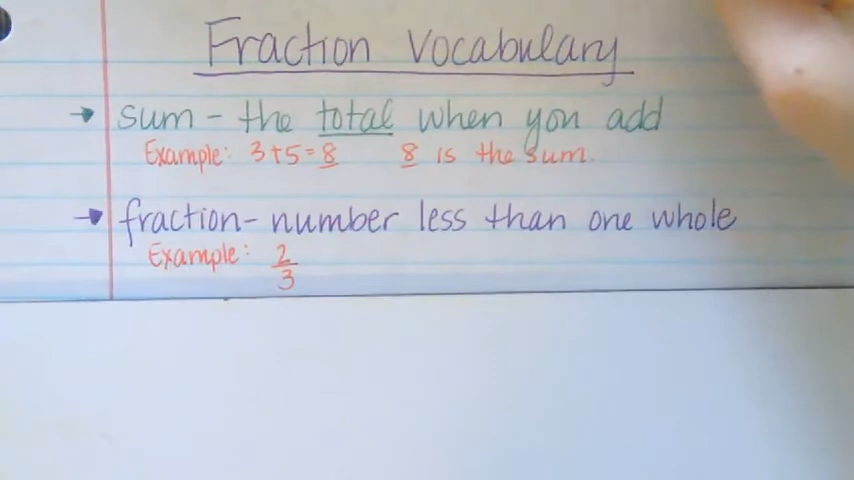 Fraction Vocabulary
→ sum - the total when you add
Example: 3+5=8 8 is the sum.
→ fraction - number less than one whole
Example: 2/3